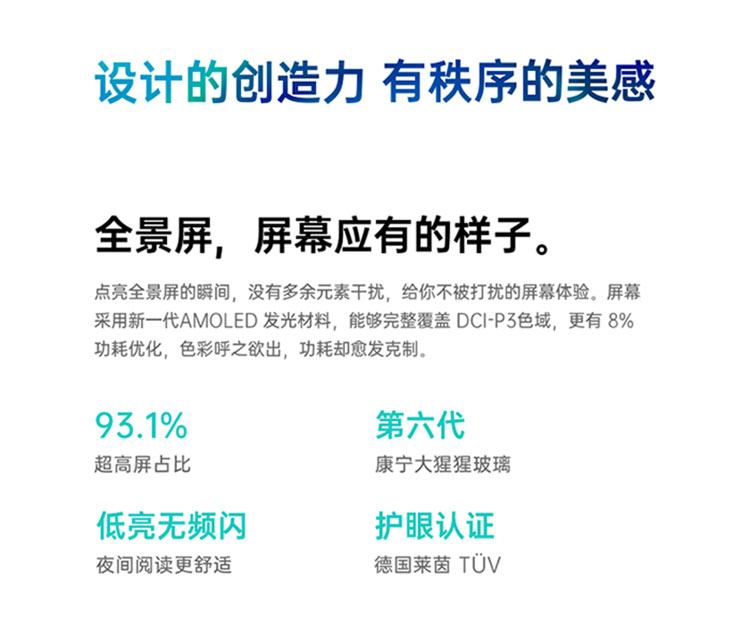 设计的创造力 有秩序的美感
全景屏，屏幕应有的样子。
点亮全景屏的瞬间，没有多余元素干扰，给你不被打扰的屏幕体验。屏幕
采用新一代AMOLED 发光材料，能够完整覆盖 DCI-P3色域，更有 8%
功耗优化，色彩呼之欲出，功耗却愈发克制。
93.1%
超高屏占比
第六代
康宁大猩猩玻璃
低亮无频闪
夜间阅读更舒适
护眼认证
德国莱茵 TÜV